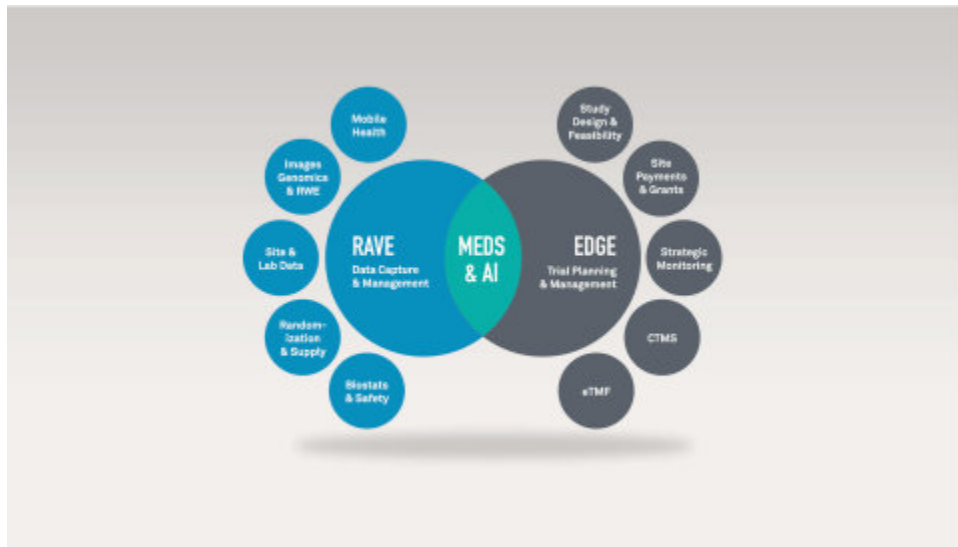 Mobile
Health
Images
Genomics
& RWE
Site &
Lab Data
Random-
ization
& Supply
Biostats
& Safety
RAVE
Data Capture
& Management
MEDS
& AI
EDGE
Trial Planning
& Management
Study
Design &
Feasibility
Site
Payments
& Grants
Strategic
Monitoring
CTMS
eTMF